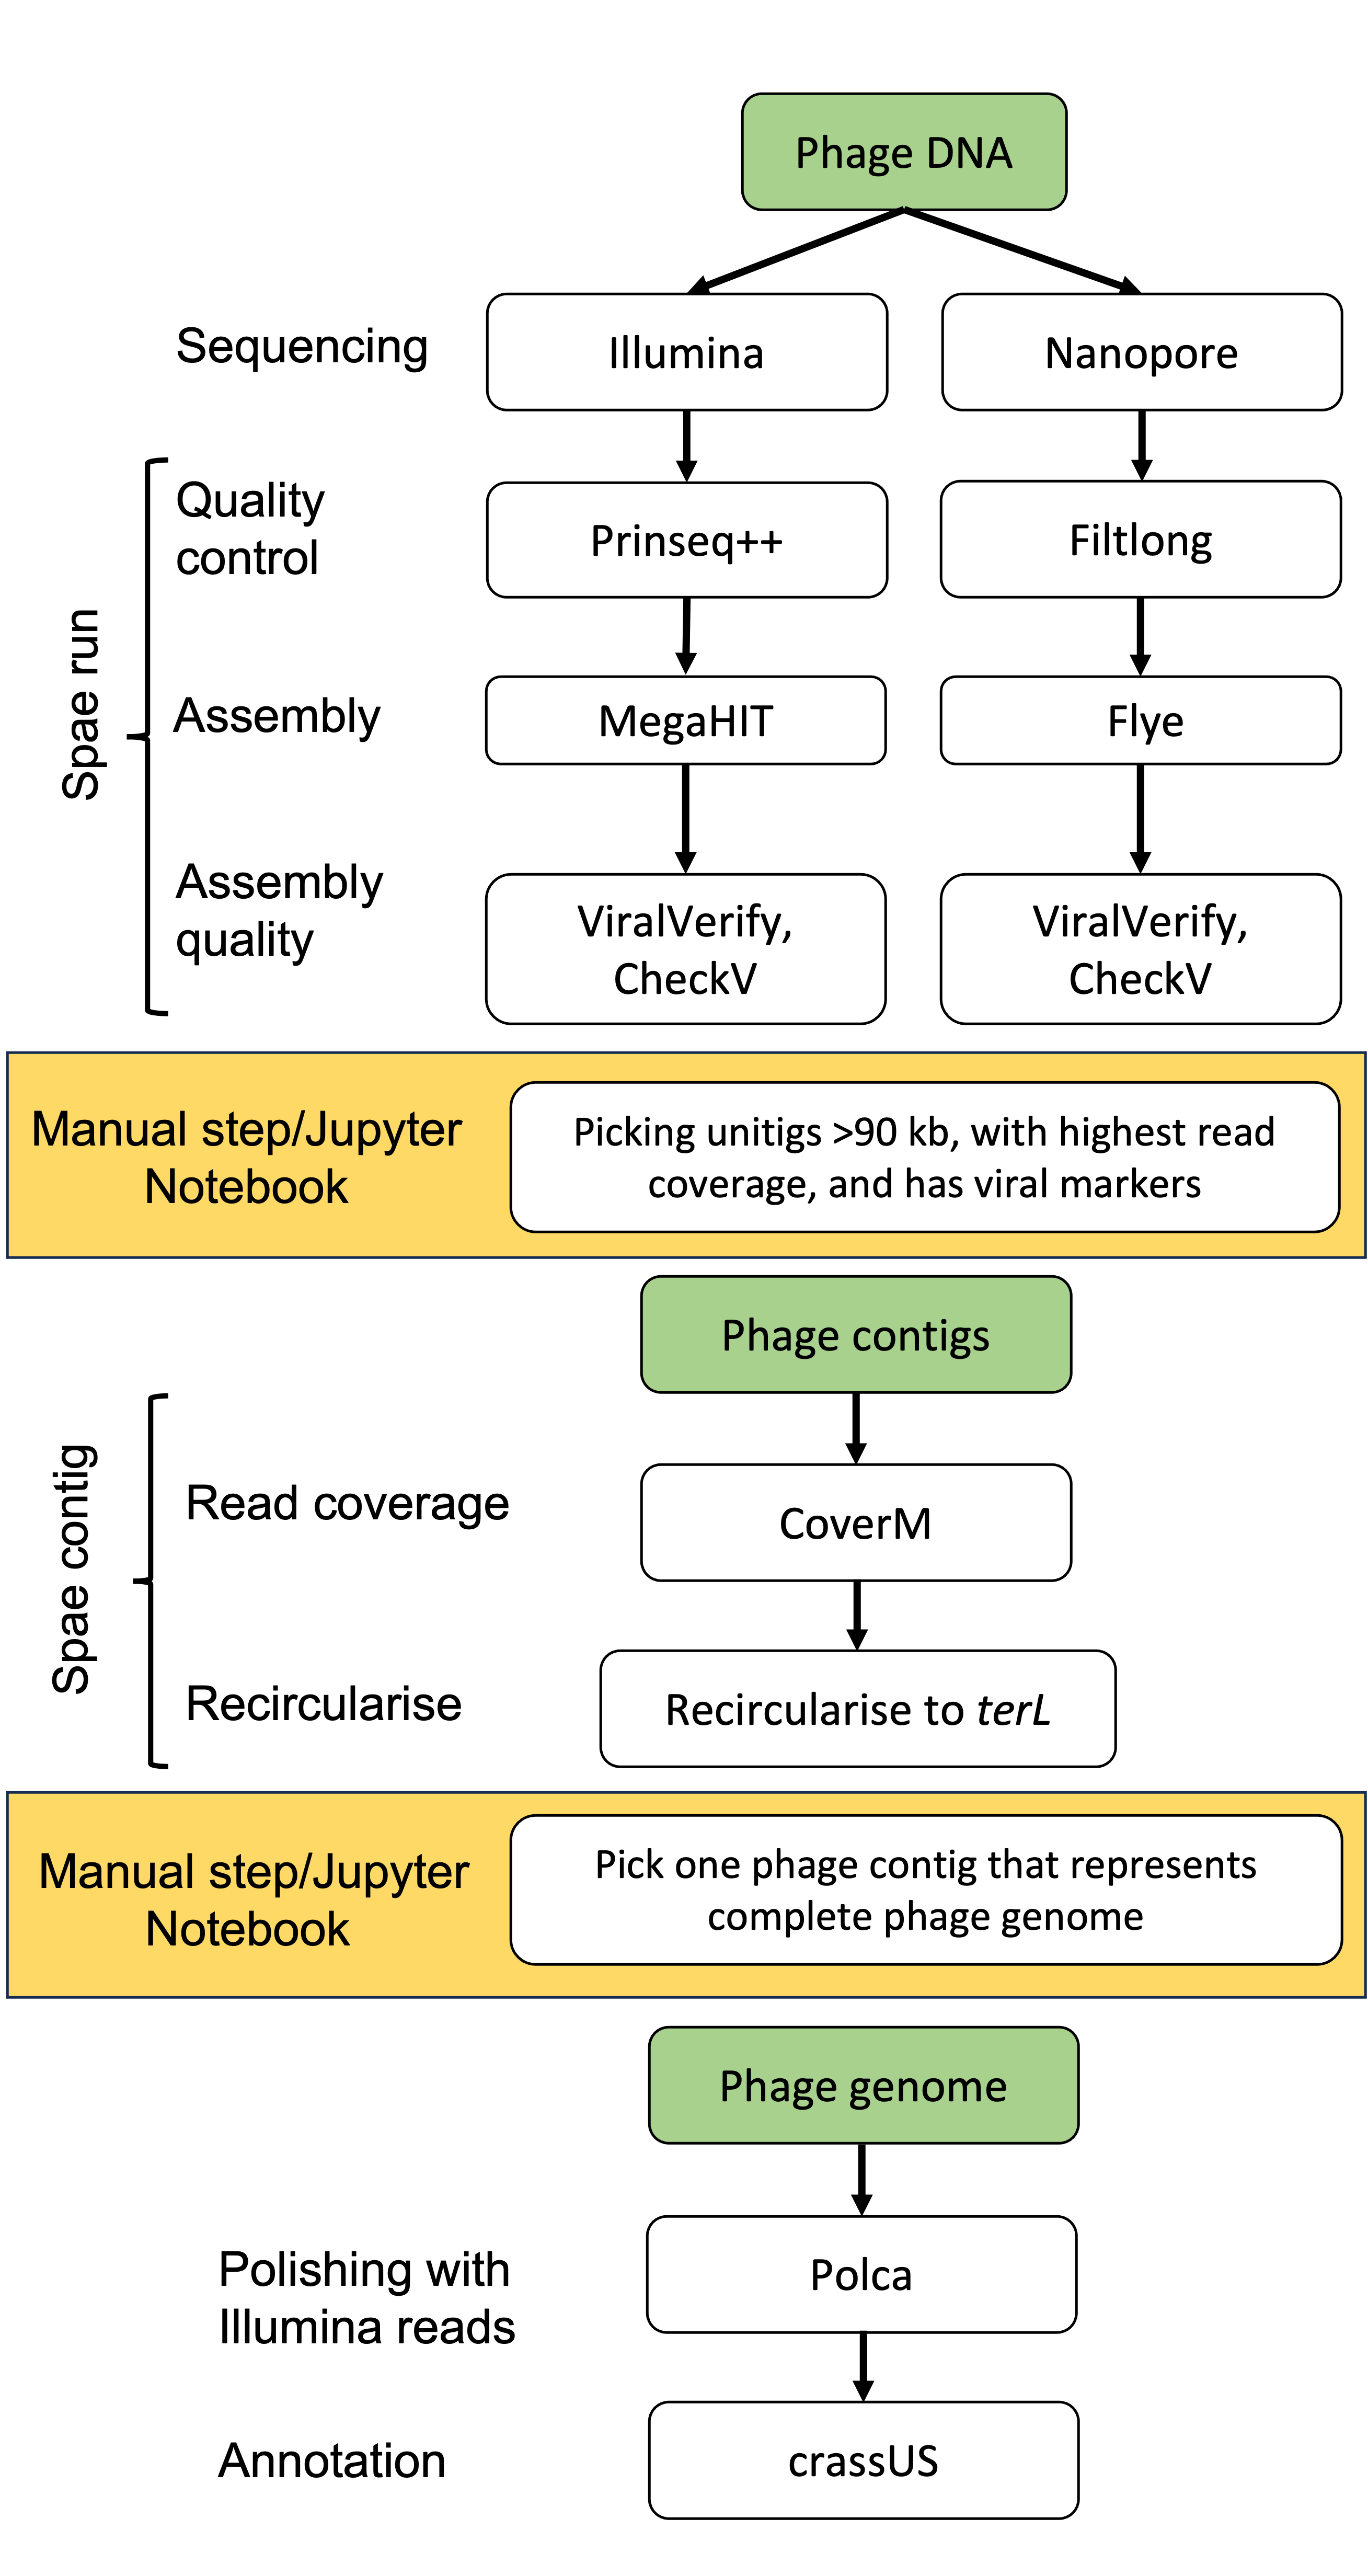 Phage DNA
Sequencing
Illumina
Nanopore
Spae run
Quality
control
Prinseq++
Filtlong
Assembly
MegaHIT
Flye
Assembly
quality
ViralVerify,
CheckV
ViralVerify,
CheckV
Manual step/Jupyter
Notebook
Picking unitigs >90 kb, with highest read
coverage, and has viral markers
Phage contigs
Spae contig
Read coverage
CoverM
Recircularise
Recircularise to terL
Manual step/Jupyter
Notebook
Pick one phage contig that represents
complete phage genome
Phage genome
Polishing with
Illumina reads
Polca
Annotation
crassUS